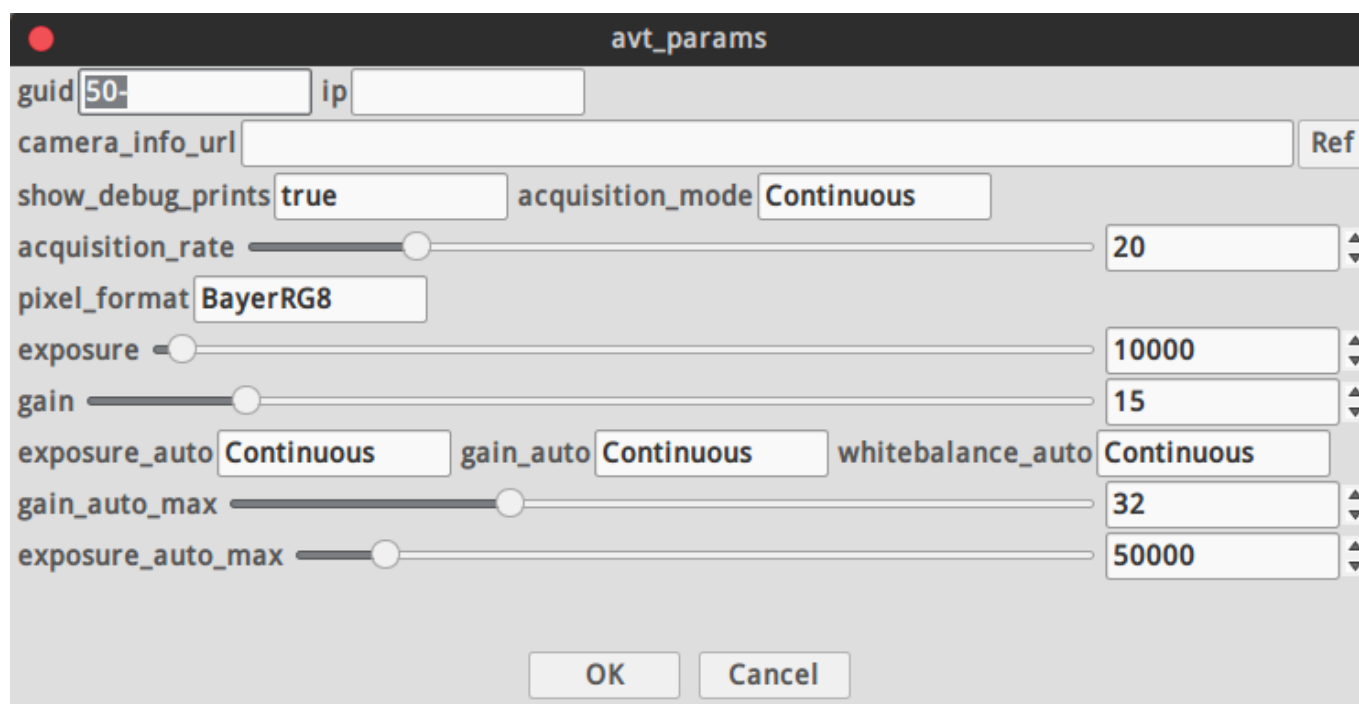 avt_params
guid 50- ip
camera_info_url Ref
show_debug_prints true acquisition_mode Continuous
acquisition_rate 20
pixel_format BayerRG8
exposure 10000
gain 15
exposure_auto Continuous gain_auto Continuous whitebalance_auto Continuous
gain_auto_max 32
exposure_auto_max 50000
OK Cancel